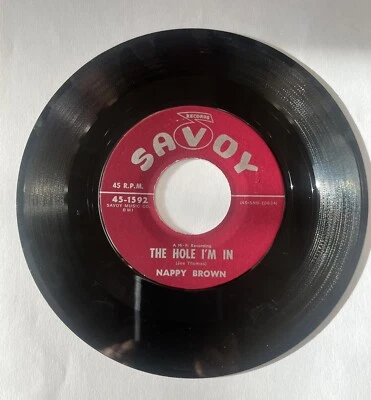 RECORDS
SAVOY
45 R.P.M.
45-1592
SAVOY MUSIC CO.
BMI
A Hi-Fi Recording
THE HOLE I'M IN
(Joe Thomas)
NAPPY BROWN